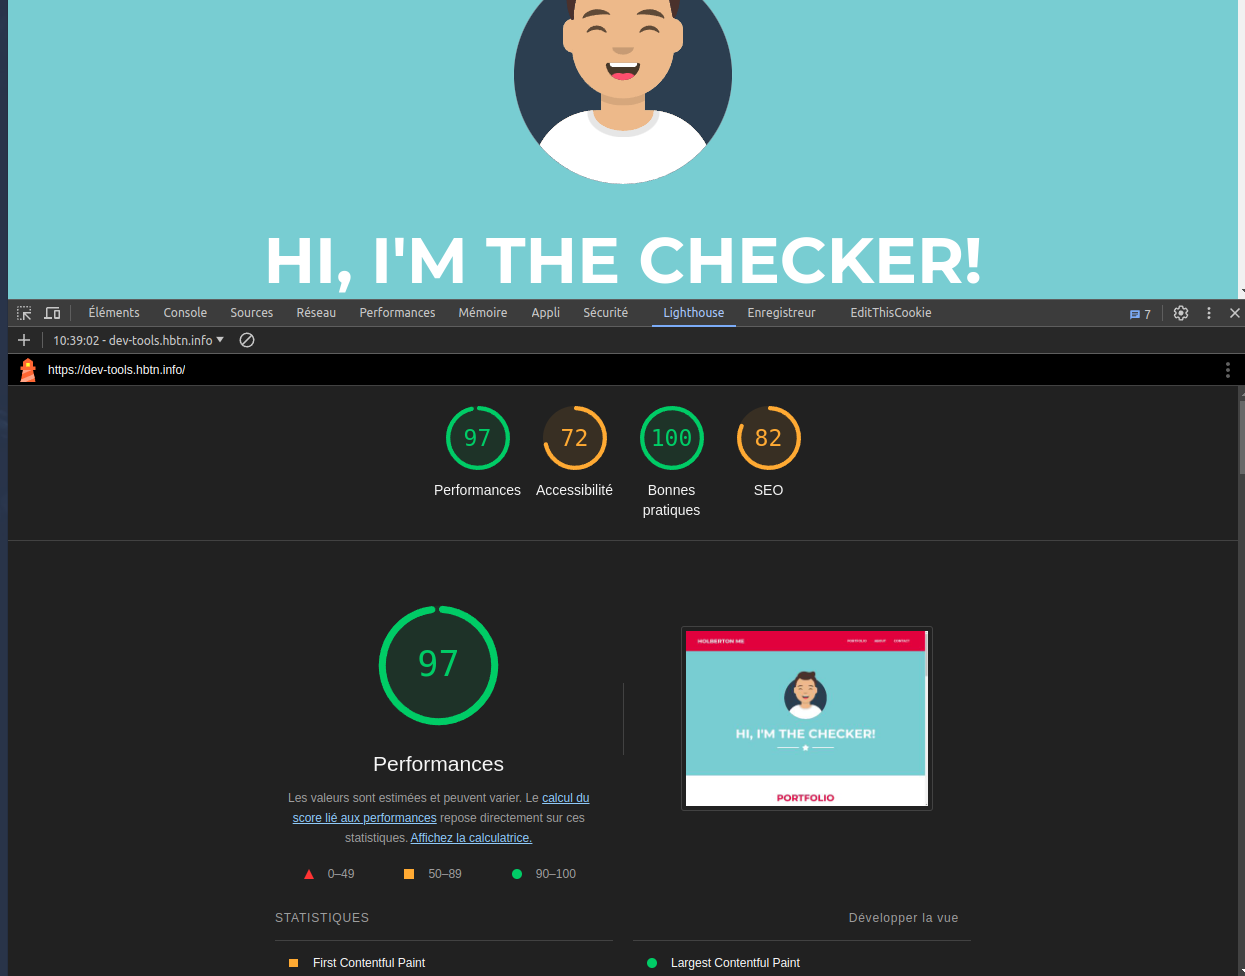 HI, I'M THE CHECKER!
Éléments Console Sources Réseau Performances Mémoire Appli Sécurité Lighthouse Enregistreur EditThisCookie 7
10:39:02 - dev-tools.hbtn.info
https://dev-tools.hbtn.info/
97 72 100 82
Performances Accessibilité Bonnes pratiques SEO
97
Performances
Les valeurs sont estimées et peuvent varier. Le calcul du
score lié aux performances repose directement sur ces
statistiques. Affichez la calculatrice.
0–49 50–89 90–100
HOLBERTON ME PORTFOLIO ABOUT CONTACT
HI, I'M THE CHECKER!
PORTFOLIO
STATISTIQUES Développer la vue
First Contentful Paint Largest Contentful Paint